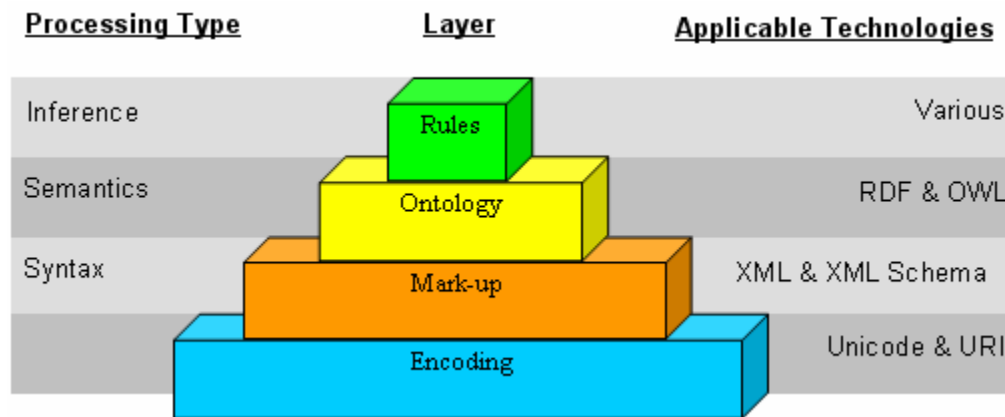 Processing Type Layer Applicable Technologies
Inference Rules Various
Semantics Ontology RDF & OWL
Syntax Mark-up XML & XML Schema
Encoding Unicode & URI